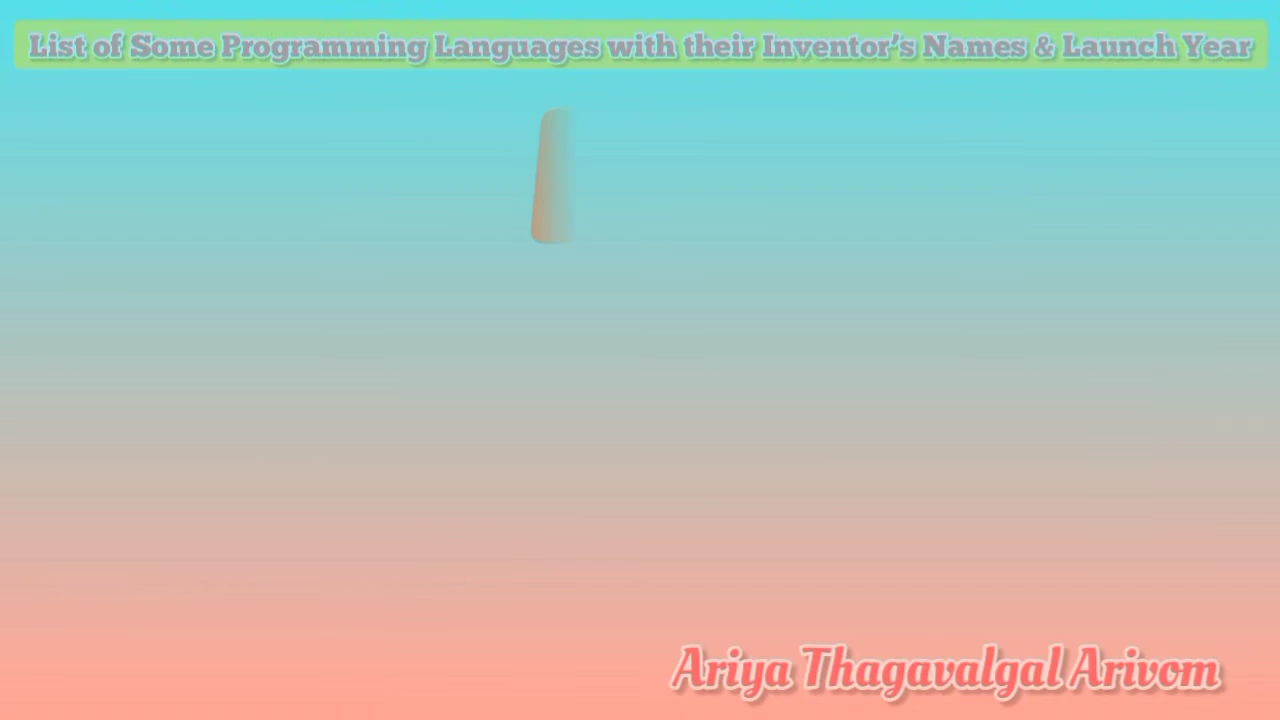 List of Some Programming Languages with their Inventor's Names & Launch Year
Ariya Thagavalgal Arivom